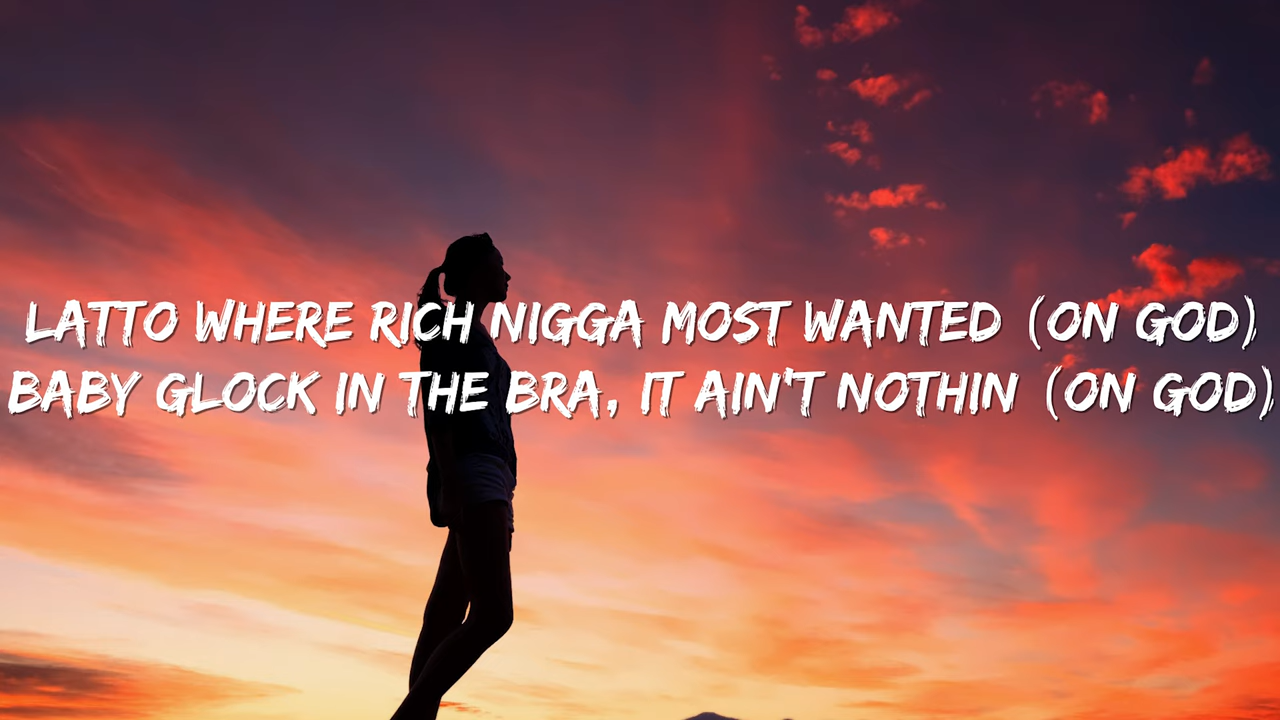 LATTO WHERE RICH NIGGA MOST WANTED (ON GOD)
BABY GLOCK IN THE BRA, IT AIN'T NOTHIN (ON GOD)